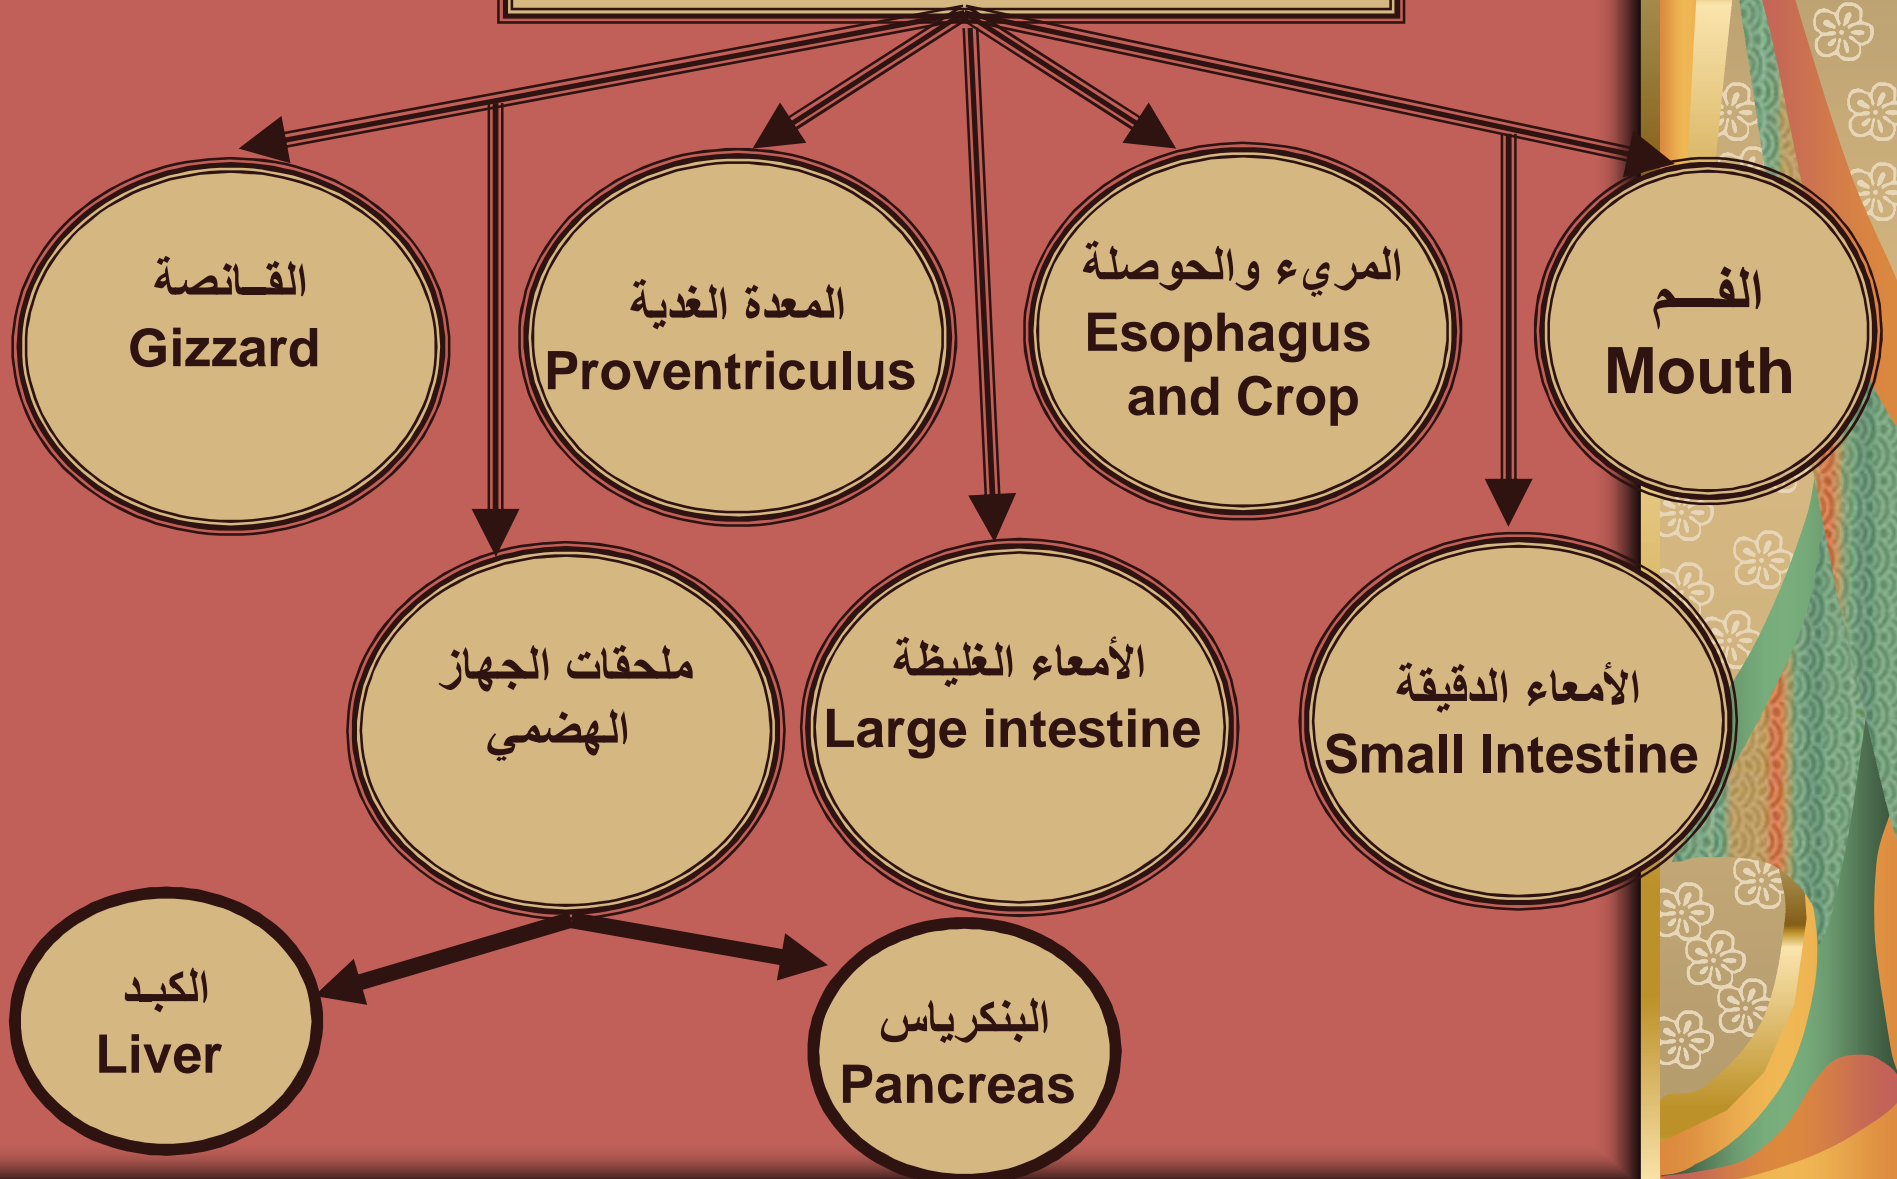 الفـــم
Mouth
المريء والحوصلة
Esophagus
and Crop
المعدة الغدية
Proventriculus
القــانصة
Gizzard
الأمعاء الدقيقة
Small Intestine
الأمعاء الغليظة
Large intestine
ملحقات الجهاز
الهضمي
البنكرياس
Pancreas
الكبـد
Liver